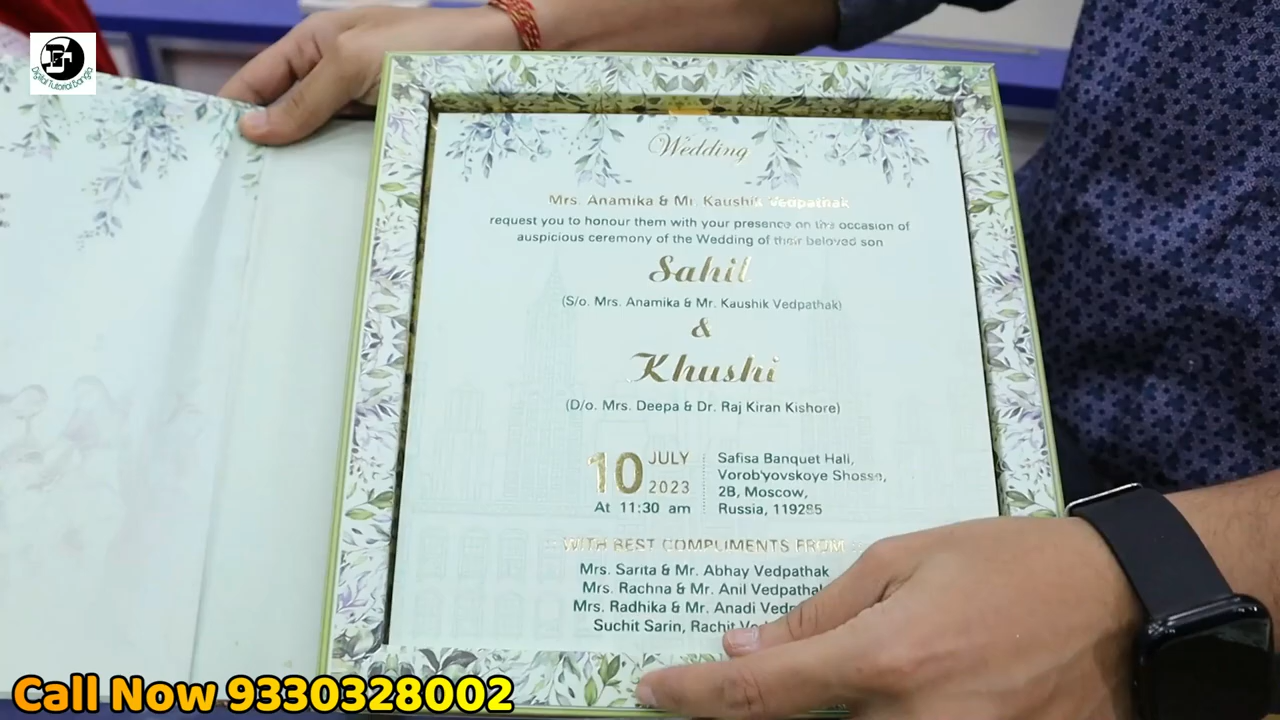 Digital Tutorial Bangla
Wedding
Mrs. Anamika & Mr. Kaushik Vedpathak
request you to honour them with your presence on the occasion of
auspicious ceremony of the Wedding of their beloved son
Sahil
(S/o. Mrs. Anamika & Mr. Kaushik Vedpathak)
&
Khushi
(D/o. Mrs. Deepa & Dr. Raj Kiran Kishore)
10 JULY 2023
At 11:30 am
Safisa Banquet Hall,
Vorob'yovskoye Shosse,
2B, Moscow,
Russia, 119285
WITH BEST COMPLIMENTS FROM
Mrs. Sarita & Mr. Abhay Vedpathak
Mrs. Rachna & Mr. Anil Vedpathak
Mrs. Radhika & Mr. Anadi
Suchit Sarin, Rachit
Call Now 9330328002